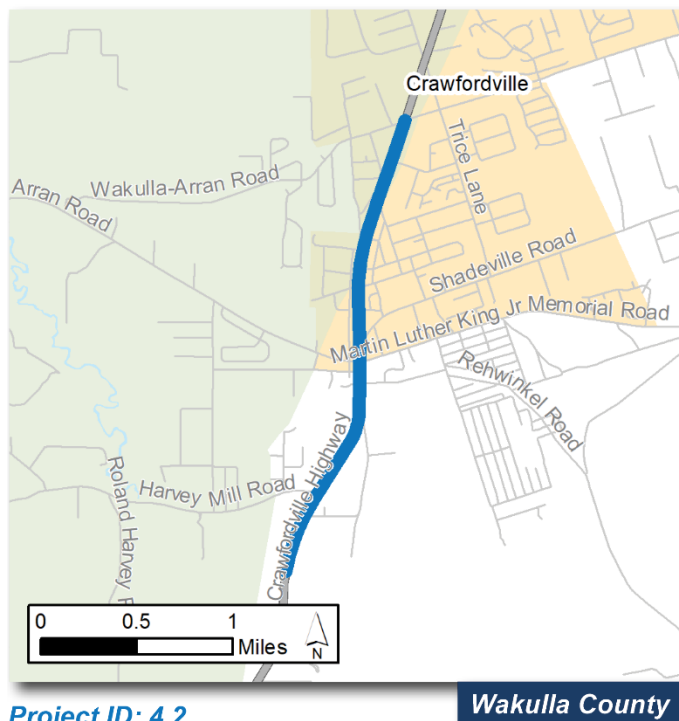 Crawfordville
Trice Lane
Wakulla-Arran Road
Arran Road
Shadeville Road
Martin Luther King Jr Memorial Road
Rehwinkel Road
Crawfordville Highway
Harvey Mill Road
Roland Harvey
0 0.5 1
Miles
N
Project ID: 4.2
Wakulla County